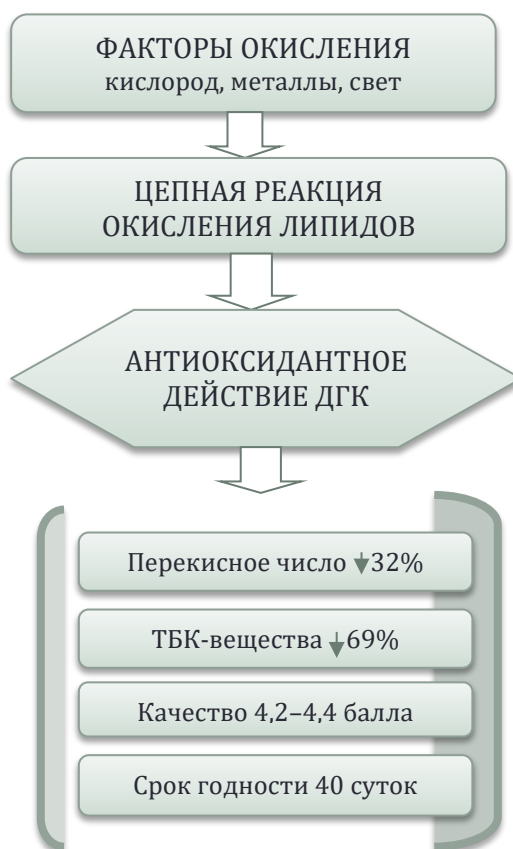 ФАКТОРЫ ОКИСЛЕНИЯ
кислород, металлы, свет
ЦЕПНАЯ РЕАКЦИЯ
ОКИСЛЕНИЯ ЛИПИДОВ
АНТИОКСИДАНТНОЕ
ДЕЙСТВИЕ ДГК
Перекисное число ↓32%
ТБК-вещества ↓69%
Качество 4,2–4,4 балла
Срок годности 40 суток